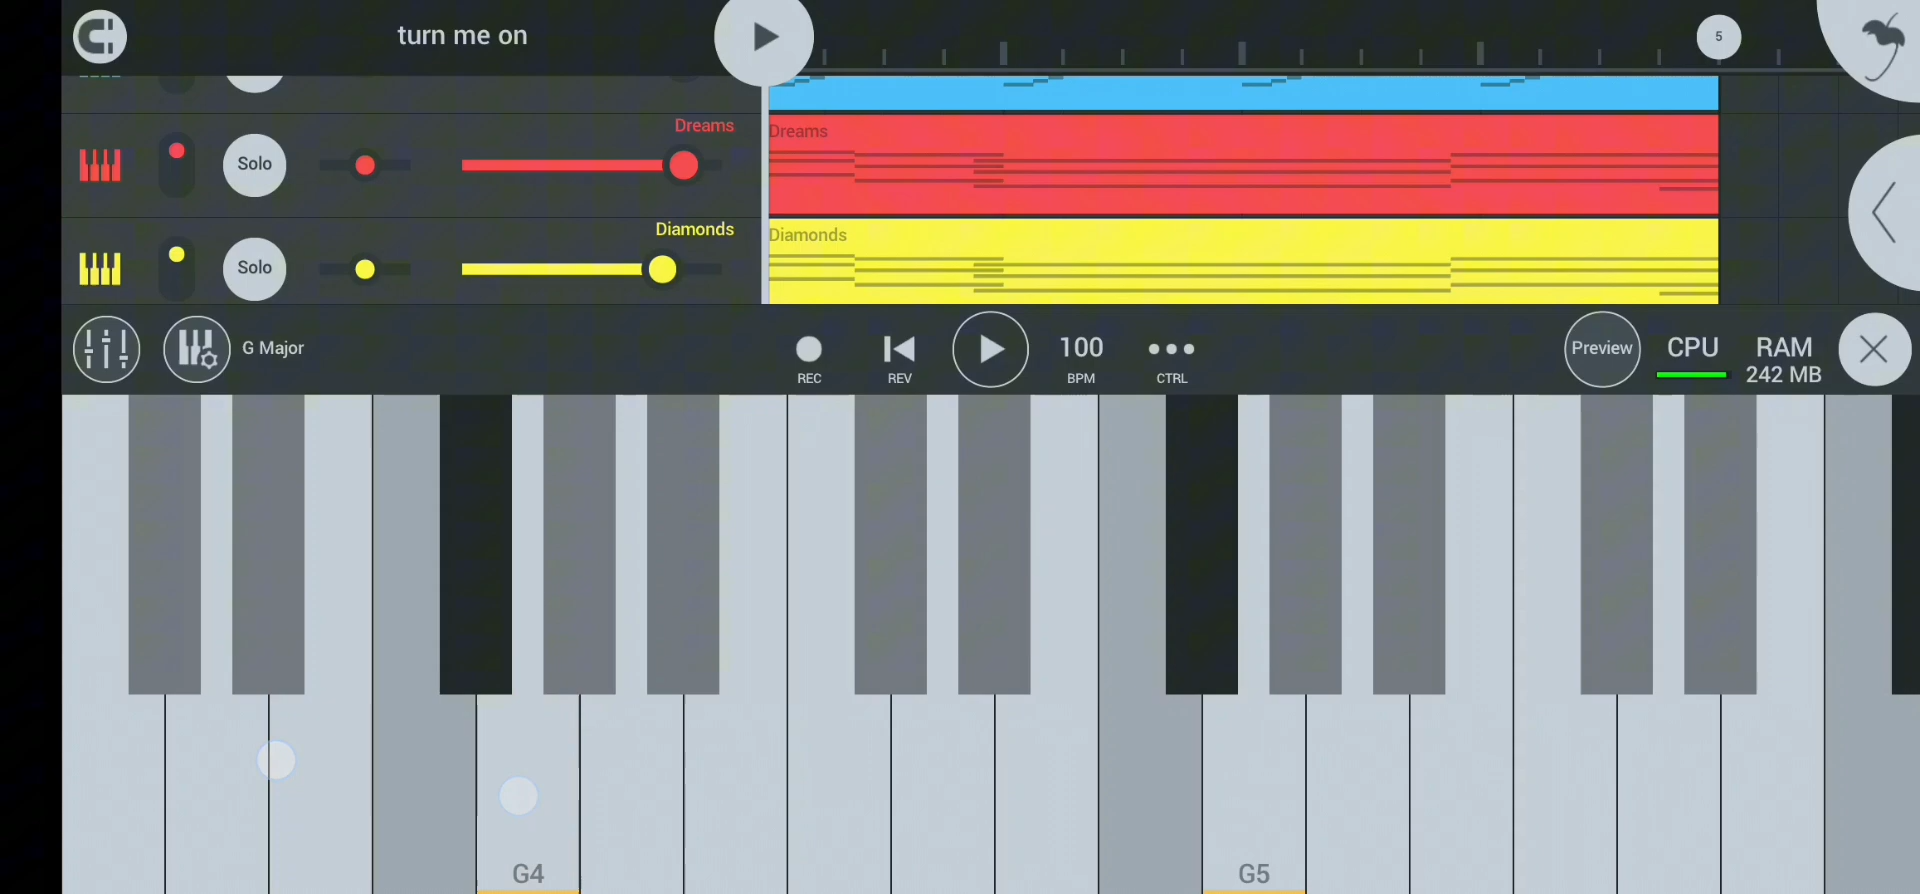 turn me on
5
Dreams
Dreams
Solo
Diamonds
Diamonds
Solo
G Major
REC
REV
100
BPM
CTRL
Preview
CPU
RAM
242 MB
G4
G5